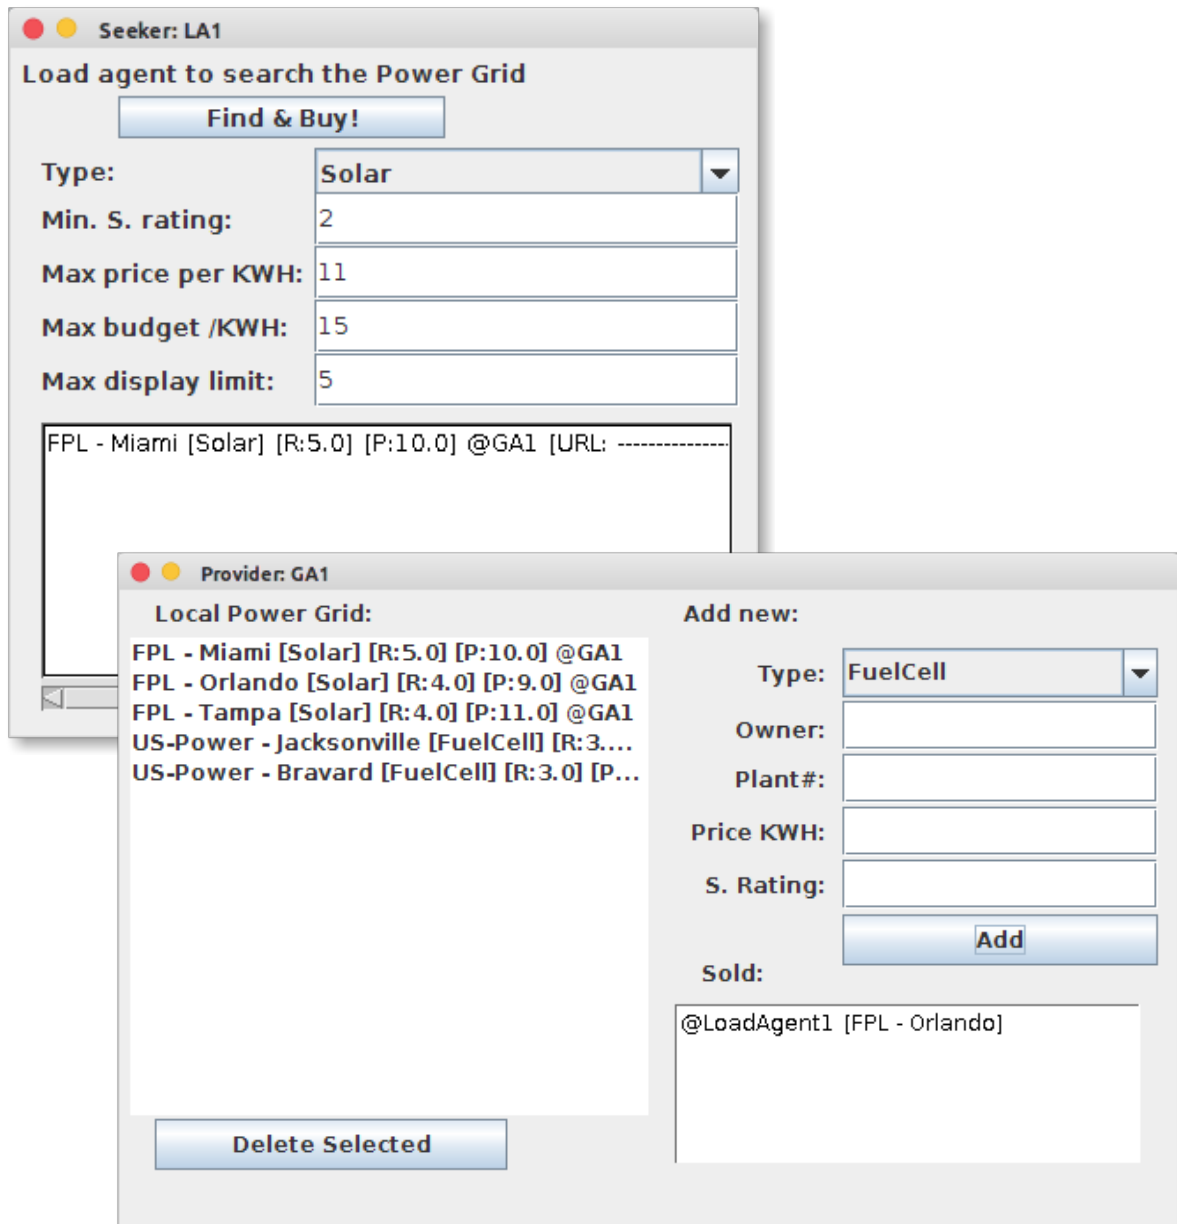 Seeker: LA1
Load agent to search the Power Grid
Find & Buy!
Type: Solar
Min. S. rating: 2
Max price per KWH: 11
Max budget /KWH: 15
Max display limit: 5
FPL - Miami [Solar] [R:5.0] [P:10.0] @GA1 [URL: ---------------
Provider: GA1
Local Power Grid:
FPL - Miami [Solar] [R:5.0] [P:10.0] @GA1
FPL - Orlando [Solar] [R:4.0] [P:9.0] @GA1
FPL - Tampa [Solar] [R:4.0] [P:11.0] @GA1
US-Power - Jacksonville [FuelCell] [R:3....
US-Power - Bravard [FuelCell] [R:3.0] [P...
Delete Selected
Add new:
Type: FuelCell
Owner:
Plant#:
Price KWH:
S. Rating:
Add
Sold:
@LoadAgent1 [FPL - Orlando]